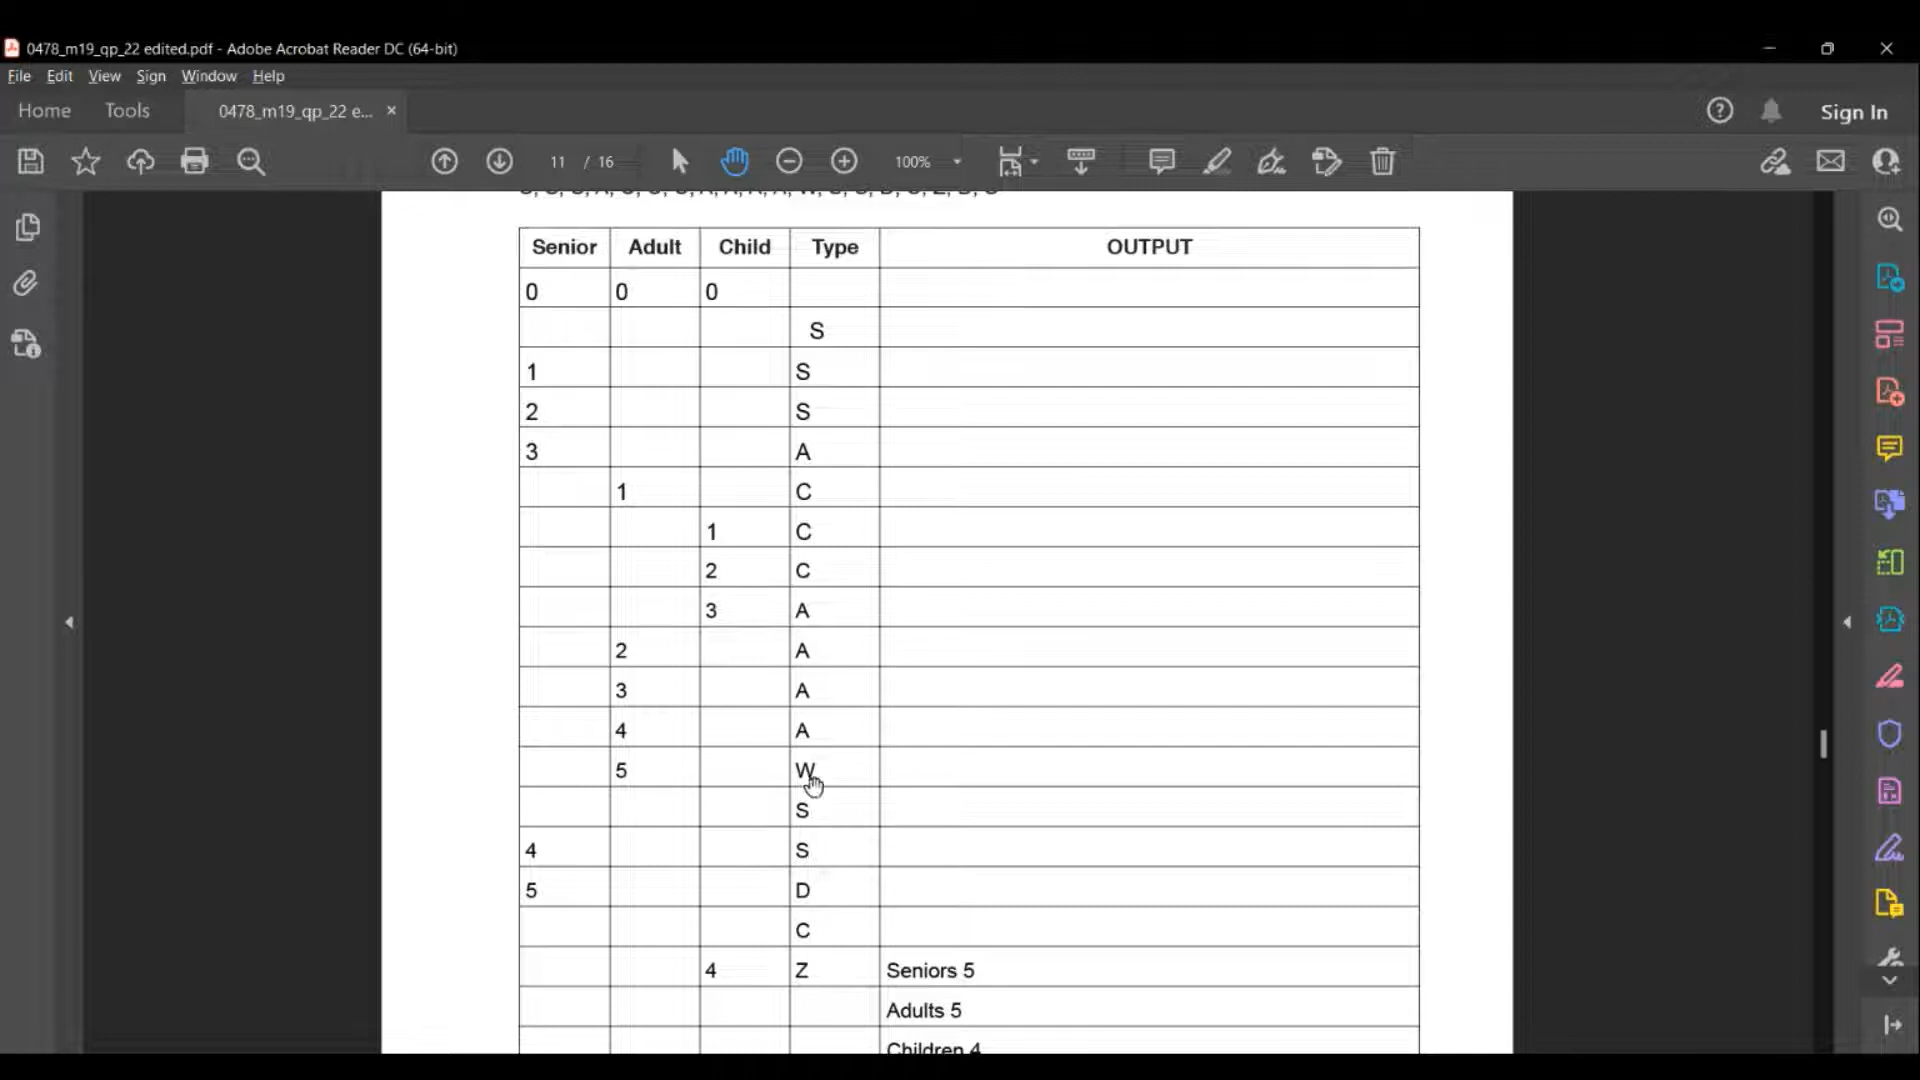 0478_m19_qp_22 edited.pdf - Adobe Acrobat Reader DC (64-bit)
File Edit View Sign Window Help
Home Tools 0478_m19_qp_22 e... ×
Sign In
11 / 16 100%
Senior Adult Child Type OUTPUT
0 0 0
S
1 S
2 S
3 A
1 C
1 C
2 C
3 A
2 A
3 A
4 A
5 W
S
4 S
5 D
C
4 Z Seniors 5
Adults 5
Children 4